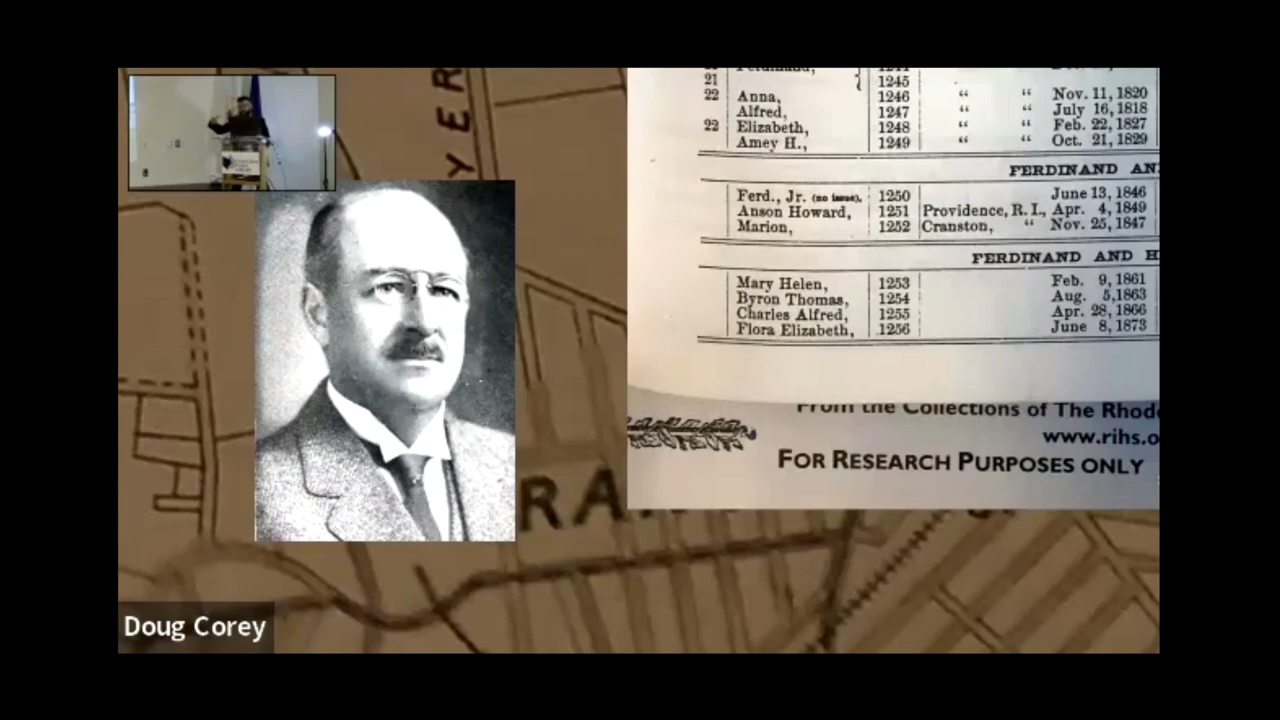 YER
21 1245
22 Anna, 1246 “ “ Nov. 11, 1820
Alfred, 1247 “ “ July 16, 1818
22 Elizabeth, 1248 “ “ Feb. 22, 1827
Amey H., 1249 “ “ Oct. 21, 1829
FERDINAND AN
Ferd., Jr. (no issue), 1250 June 13, 1846
Anson Howard, 1251 Providence, R. I., Apr. 4, 1849
Marion, 1252 Cranston, “ Nov. 25, 1847
FERDINAND AND H
Mary Helen, 1253 Feb. 9, 1861
Byron Thomas, 1254 Aug. 5, 1863
Charles Alfred, 1255 Apr. 28, 1866
Flora Elizabeth, 1256 June 8, 1873
From the Collections of The Rhod
www.rihs.o
FOR RESEARCH PURPOSES ONLY
RA
Doug Corey